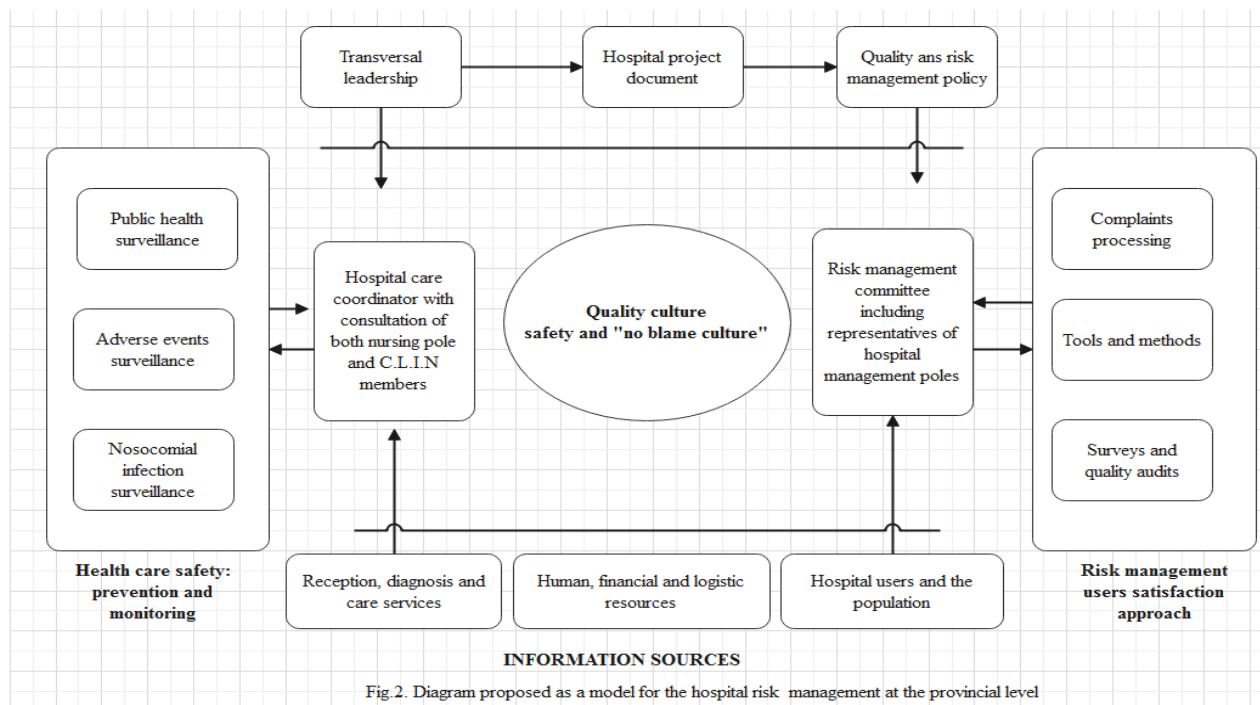 Transversal
leadership
Hospital project
document
Quality ans risk
management policy
Public health
surveillance
Adverse events
surveillance
Nosocomial
infection
surveillance
Health care safety:
prevention and
monitoring
Hospital care
coordinator with
consultation of
both nursing pole
and C.L.I.N
members
Quality culture
safety and "no blame culture"
Risk management
committee
including
representatives of
hospital
management poles
Complaints
processing
Tools and methods
Surveys and
quality audits
Risk management
users satisfaction
approach
Reception, diagnosis and
care services
Human, financial and logistic
resources
Hospital users and the
population
INFORMATION SOURCES
Fig.2. Diagram proposed as a model for the hospital risk management at the provincial level